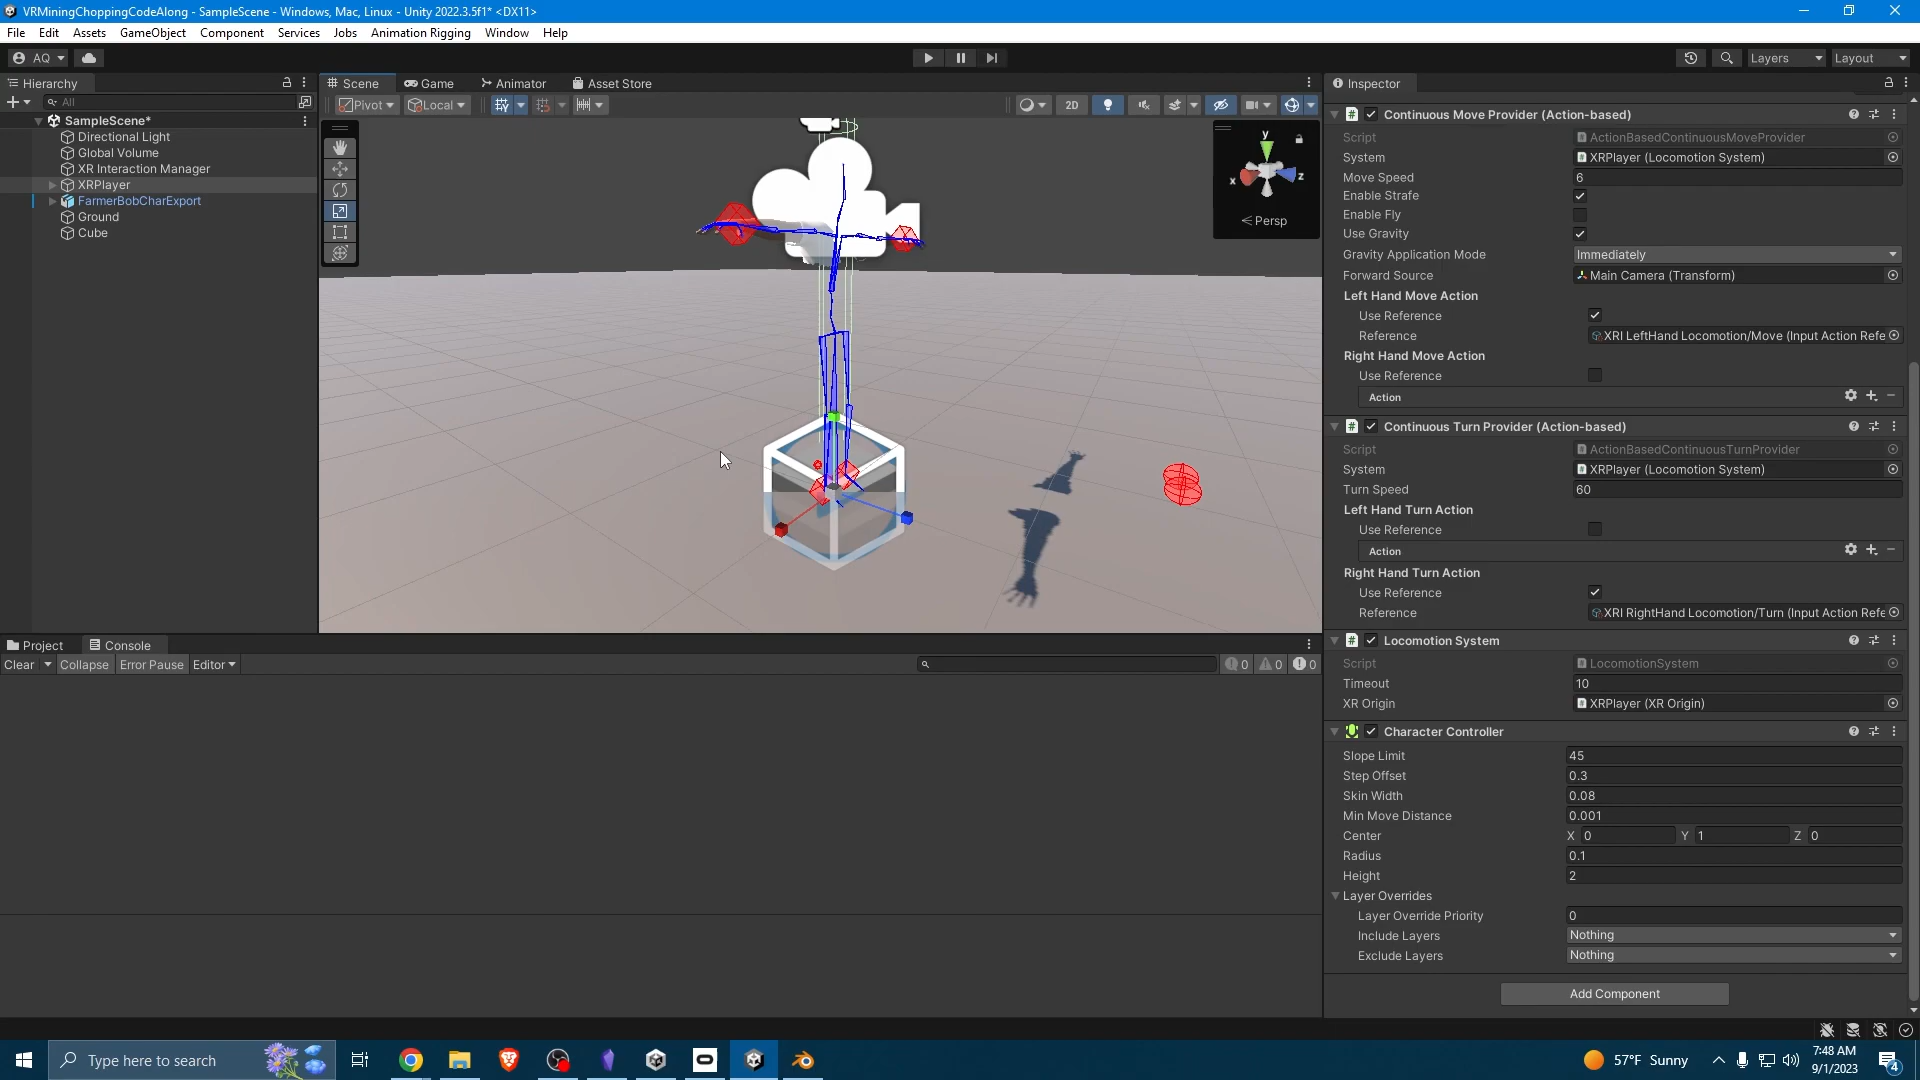 VRMiningChoppingCodeAlong - SampleScene - Windows, Mac, Linux - Unity 2022.3.5f1* <DX11>
File Edit Assets GameObject Component Services Jobs Animation Rigging Window Help
AQ Layers Layout
Hierarchy Scene Game Animator Asset Store Inspector
All Pivot Local 2D
SampleScene*
Directional Light
Global Volume
XR Interaction Manager
XRPlayer
FarmerBobCharExport
Ground
Cube
y
x z
Persp
Continuous Move Provider (Action-based)
Script ActionBasedContinuousMoveProvider
System XRPlayer (Locomotion System)
Move Speed 6
Enable Strafe
Enable Fly
Use Gravity
Gravity Application Mode Immediately
Forward Source Main Camera (Transform)
Left Hand Move Action
Use Reference
Reference XRI LeftHand Locomotion/Move (Input Action Refe
Right Hand Move Action
Use Reference
Action
Continuous Turn Provider (Action-based)
Script ActionBasedContinuousTurnProvider
System XRPlayer (Locomotion System)
Turn Speed 60
Left Hand Turn Action
Use Reference
Action
Right Hand Turn Action
Use Reference
Reference XRI RightHand Locomotion/Turn (Input Action Refe
Locomotion System
Script LocomotionSystem
Timeout 10
XR Origin XRPlayer (XR Origin)
Character Controller
Slope Limit 45
Step Offset 0.3
Skin Width 0.08
Min Move Distance 0.001
Center X 0 Y 1 Z 0
Radius 0.1
Height 2
Layer Overrides
Layer Override Priority 0
Include Layers Nothing
Exclude Layers Nothing
Add Component
Project Console
Clear Collapse Error Pause Editor 0 0 0
Type here to search 57°F Sunny 7:48 AM
9/1/2023 4